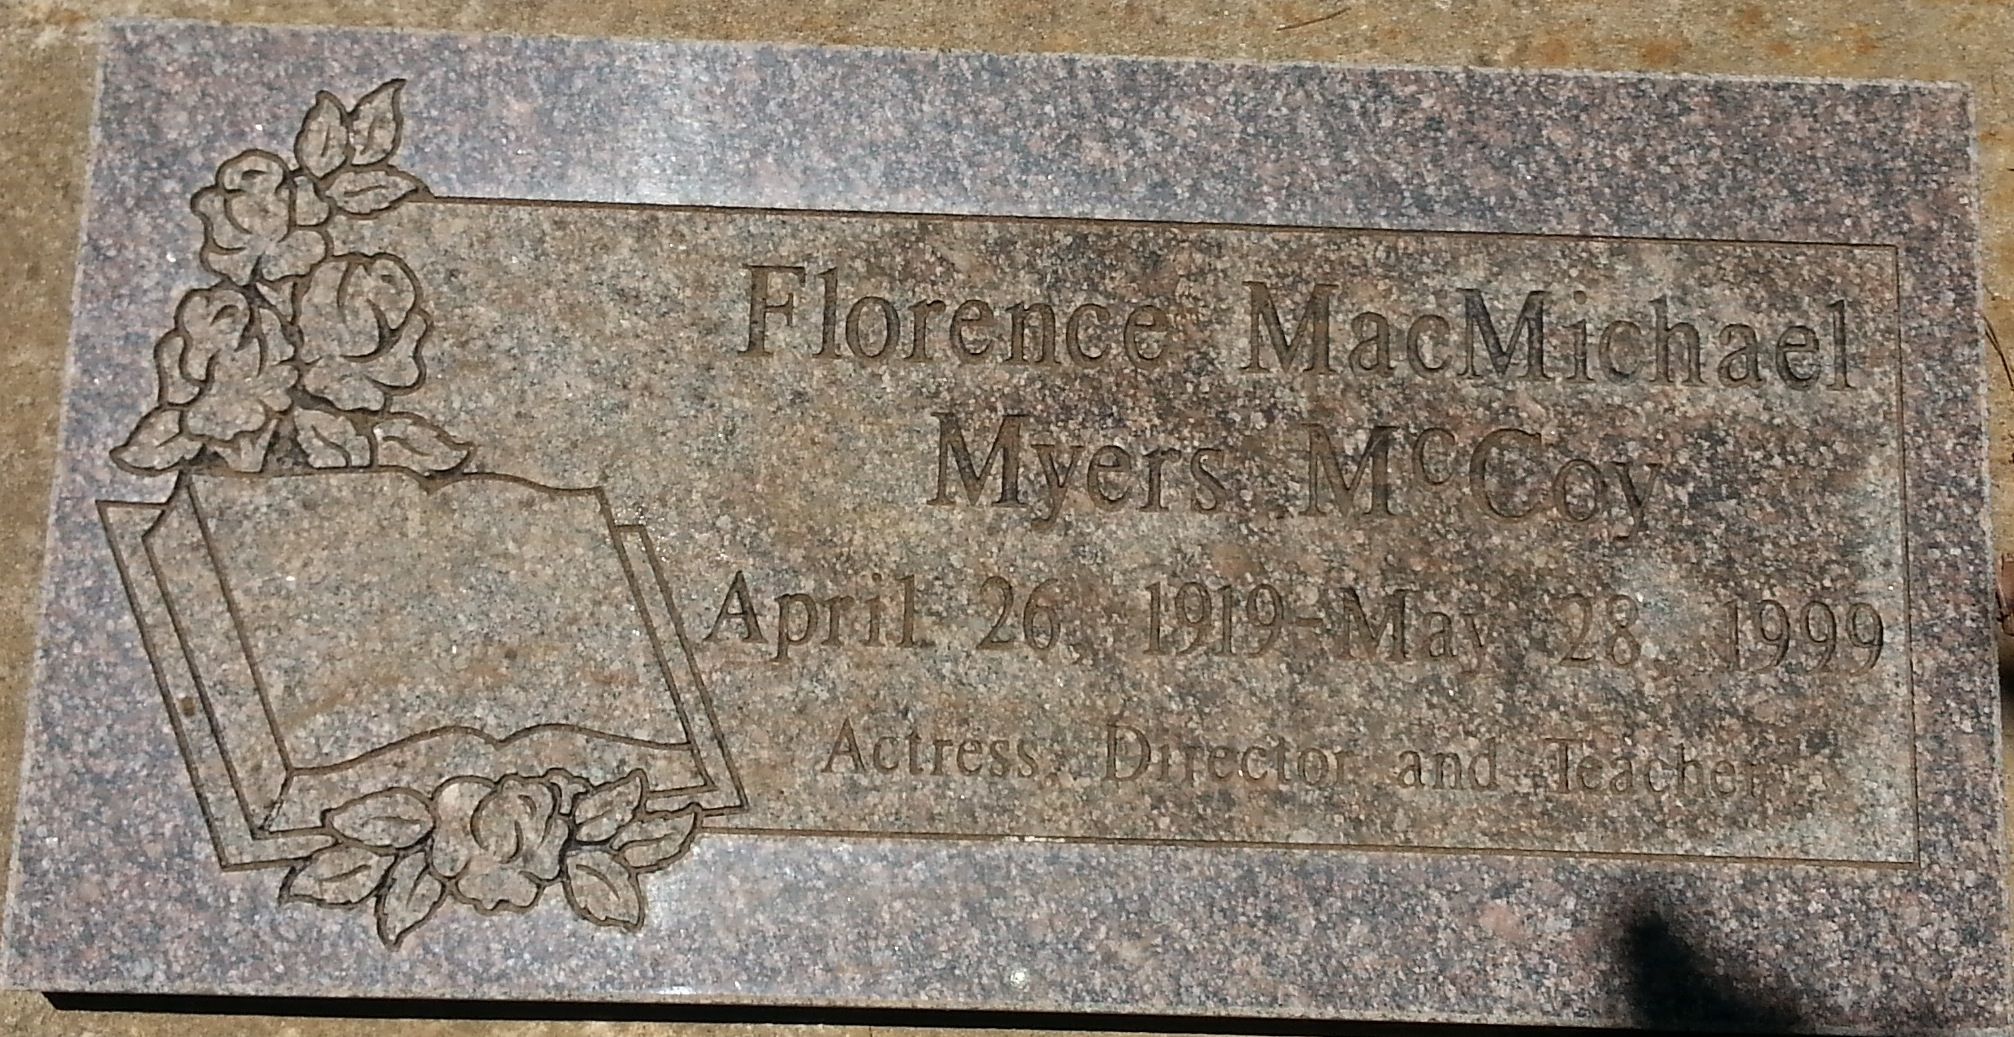 Florence MacMichael
Myers McCoy
April 26, 1919-May 28, 1999
Actress, Director and Teacher